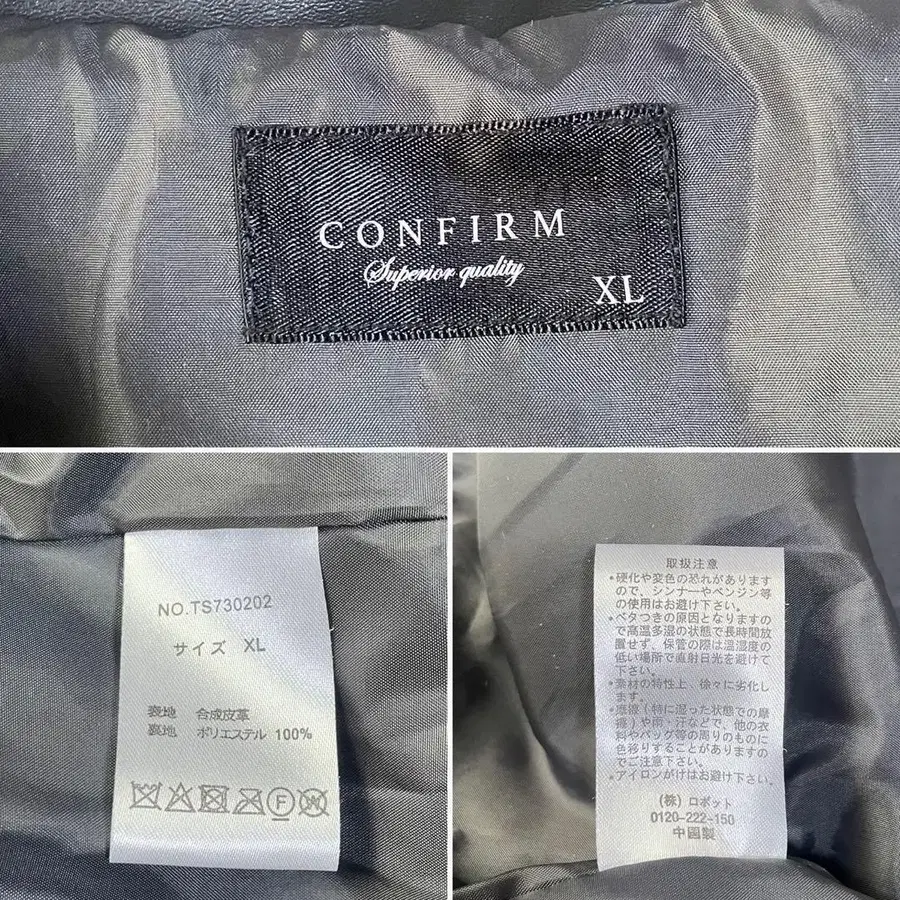 CONFIRM
Superior quality
XL
NO.TS730202
サイズ XL
表地 合成皮革
裏地 ポリエステル 100%
取扱注意
•硬化や変色の恐れがあります
ので、シンナーやベンジン等
の使用はお避け下さい。
•ベタつきの原因となりますの
で高温多湿の状態で長時間放
置せず、保管の際は温湿度の
低い場所で直射日光を避けて
下さい。
•素材の特性上、徐々に劣化し
ます。
•摩擦(特に湿った状態での摩
擦)や雨・汗などで、他の衣
料やバッグ等の周りのものに
色移りすることがありますの
でご注意下さい。
•アイロンがけはお避け下さい。
(株)ロボット
0120-222-150
中国製